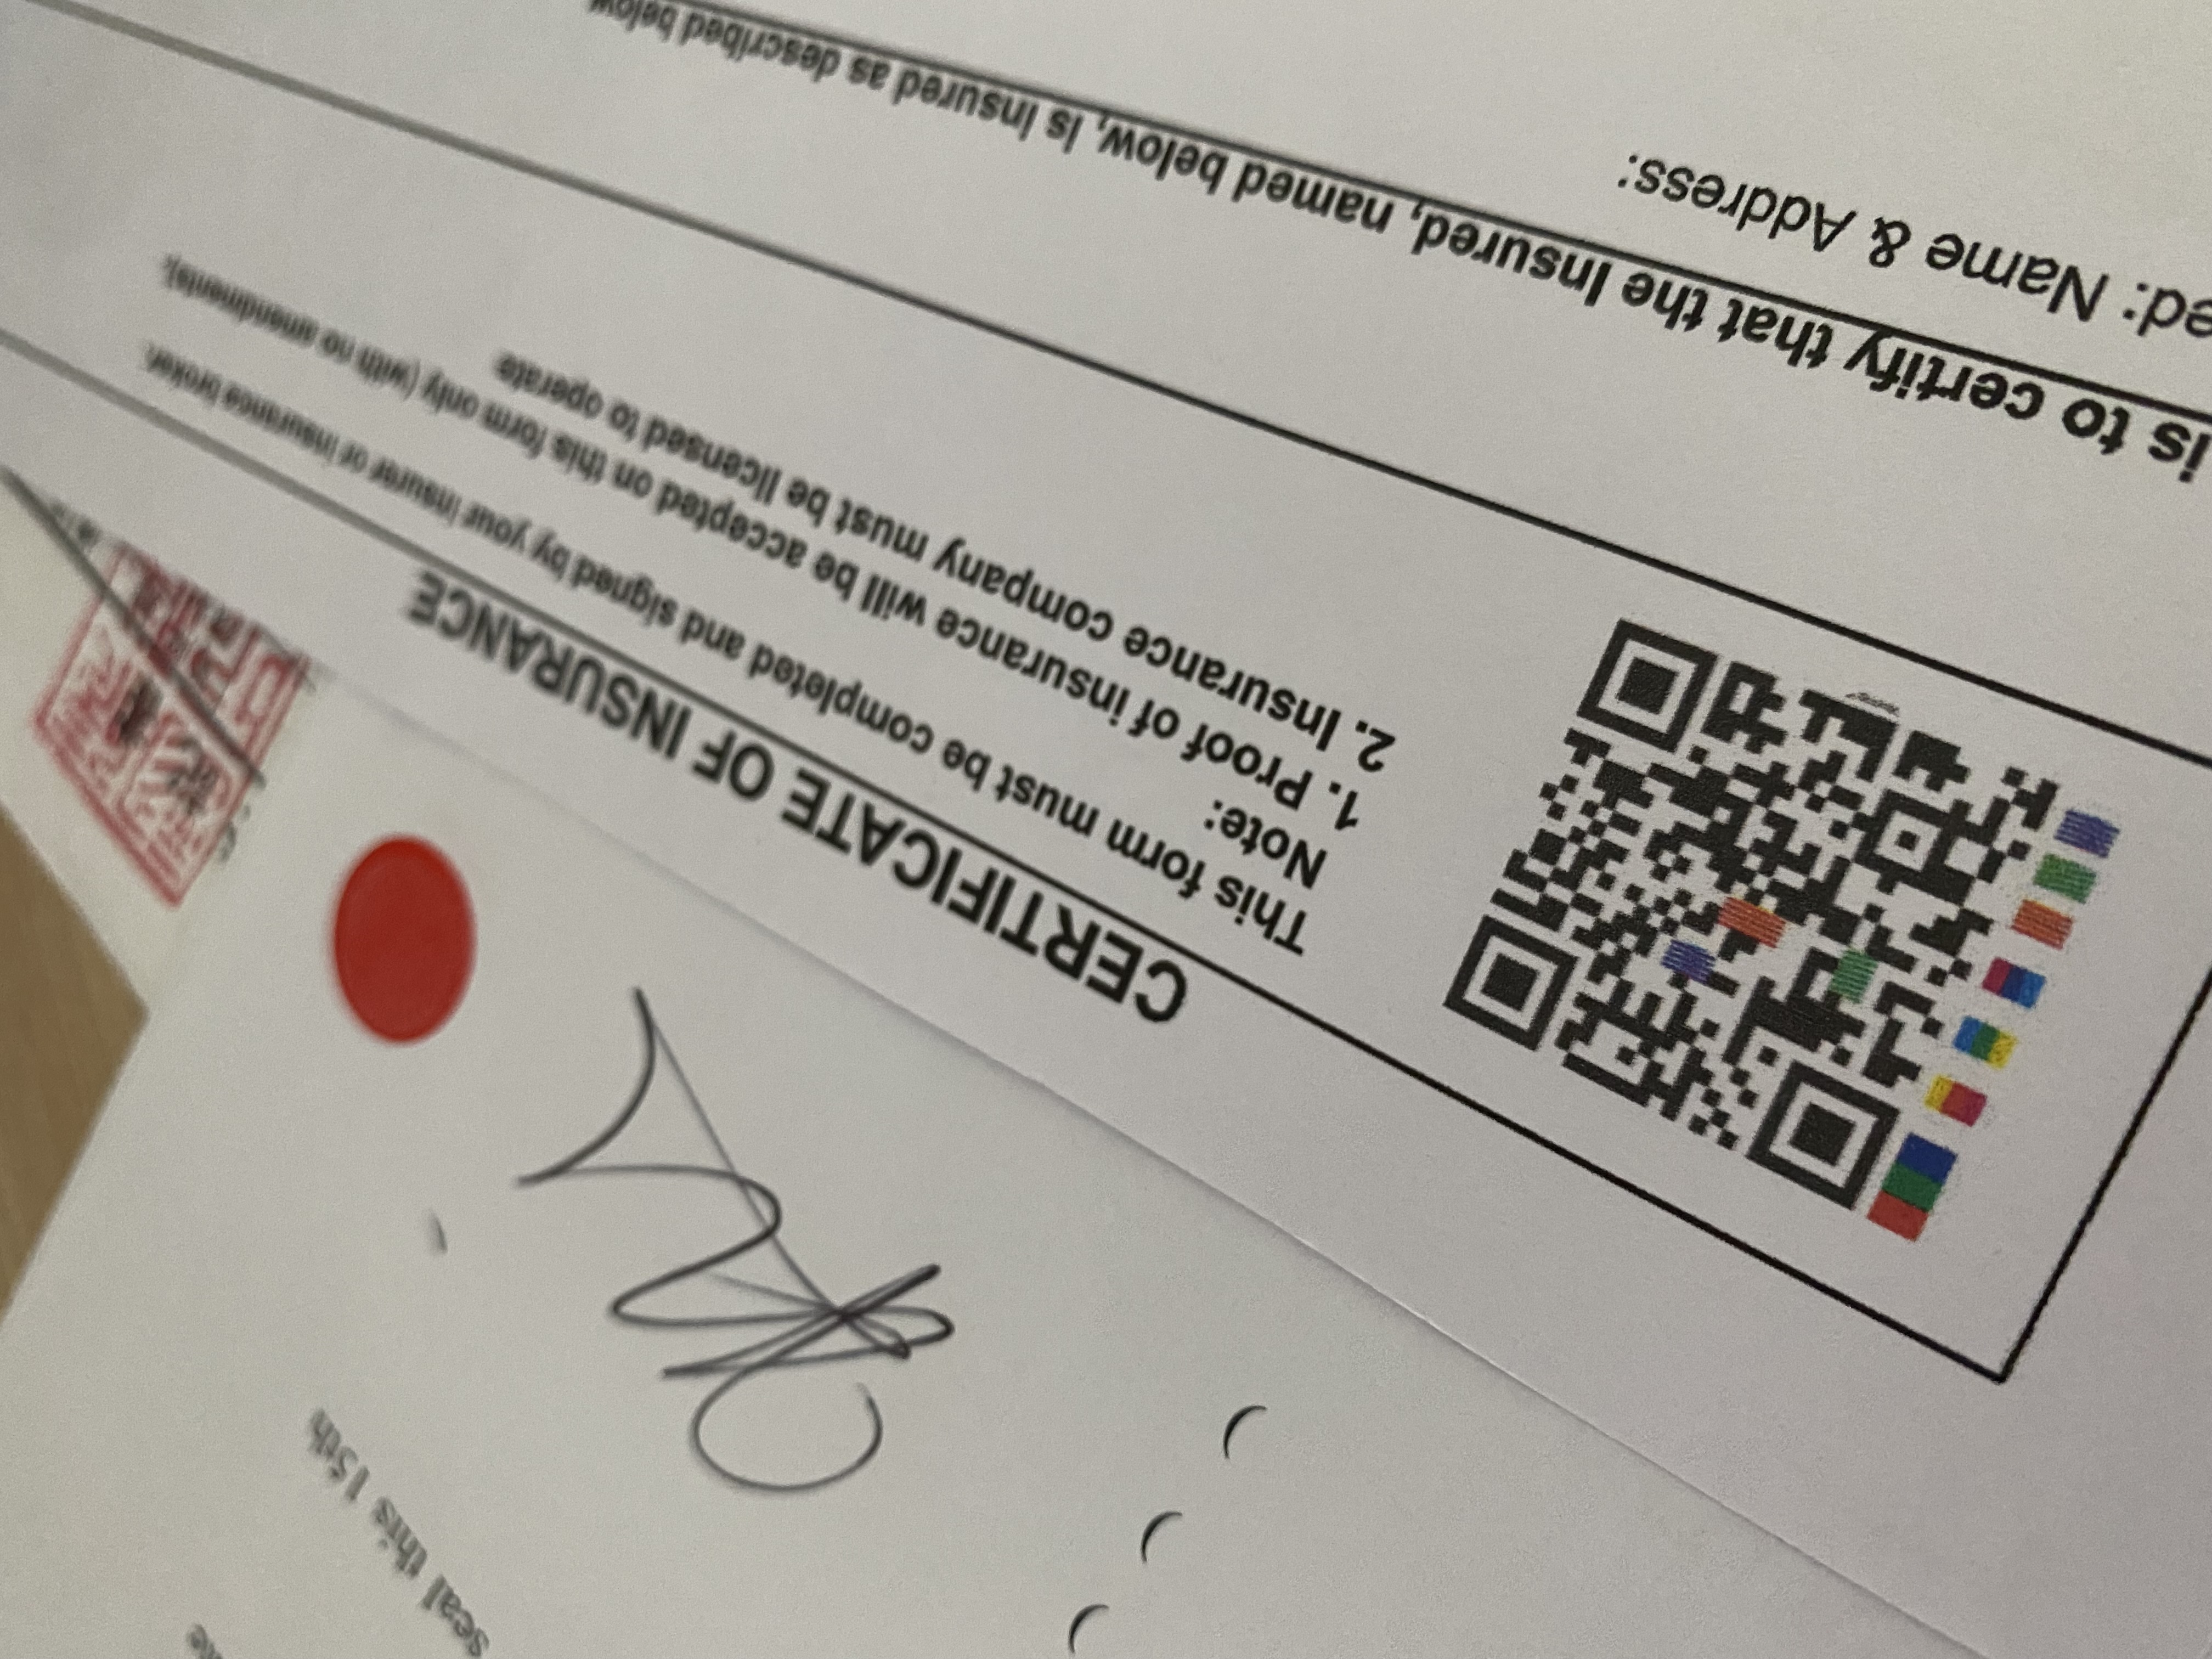 seal this 15th
CERTIFICATE OF INSURANCE
This form must be completed and signed by your insurer or insurance broker.
Note:
1. Proof of insurance will be accepted on this form only (with no amendments).
2. Insurance company must be licensed to operate
is to certify that the Insured, named below, is insured as described below
ed: Name & Address: